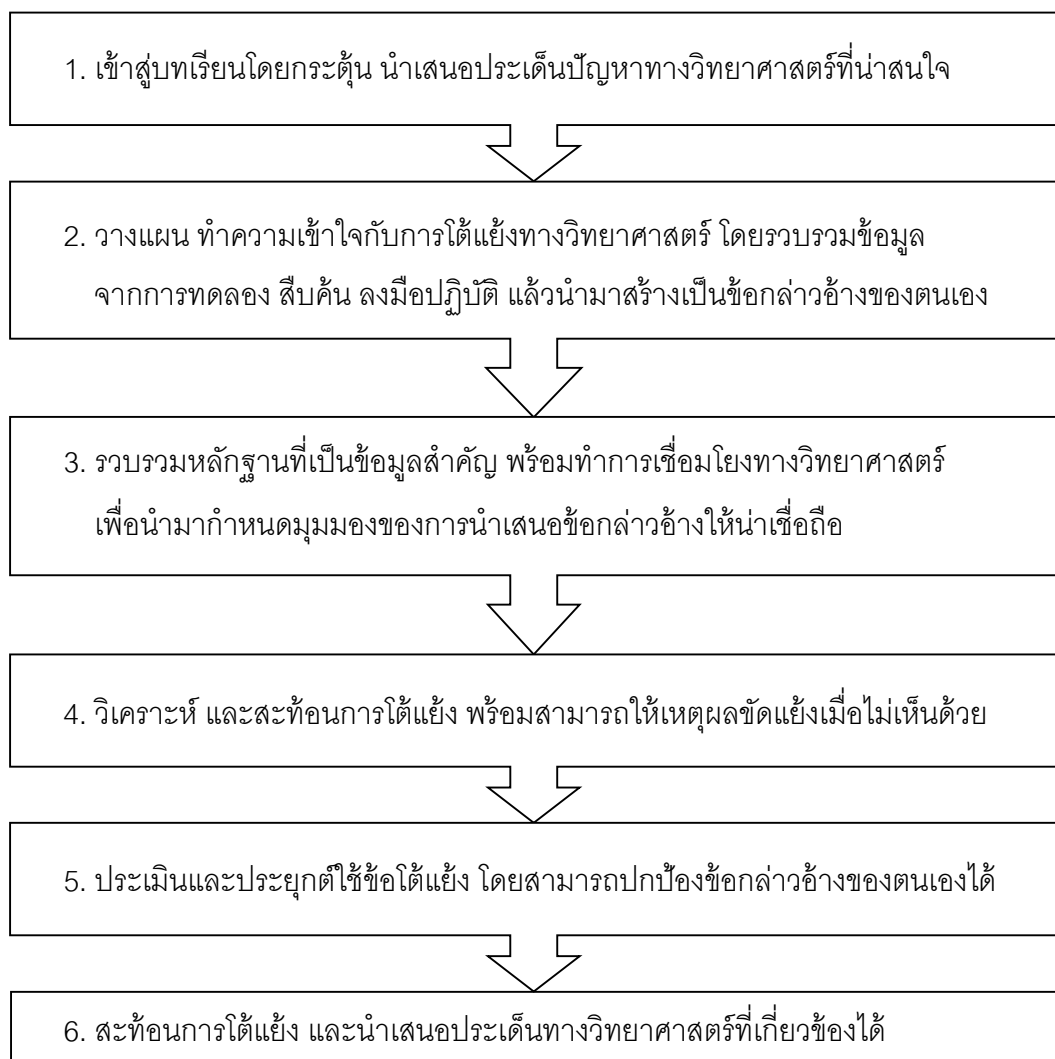 1. เข้าสู่บทเรียนโดยกระตุ้น นำเสนอประเด็นปัญหาทางวิทยาศาสตร์ที่น่าสนใจ
2. วางแผน ทำความเข้าใจกับการโต้แย้งทางวิทยาศาสตร์ โดยรวบรวมข้อมูล
จากการทดลอง สืบค้น ลงมือปฏิบัติ แล้วนำมาสร้างเป็นข้อกล่าวอ้างของตนเอง
3. รวบรวมหลักฐานที่เป็นข้อมูลสำคัญ พร้อมทำการเชื่อมโยงทางวิทยาศาสตร์
เพื่อนำมากำหนดมุมมองของการนำเสนอข้อกล่าวอ้างให้น่าเชื่อถือ
4. วิเคราะห์ และสะท้อนการโต้แย้ง พร้อมสามารถให้เหตุผลขัดแย้งเมื่อไม่เห็นด้วย
5. ประเมินและประยุกต์ใช้ข้อโต้แย้ง โดยสามารถปกป้องข้อกล่าวอ้างของตนเองได้
6. สะท้อนการโต้แย้ง และนำเสนอประเด็นทางวิทยาศาสตร์ที่เกี่ยวข้องได้